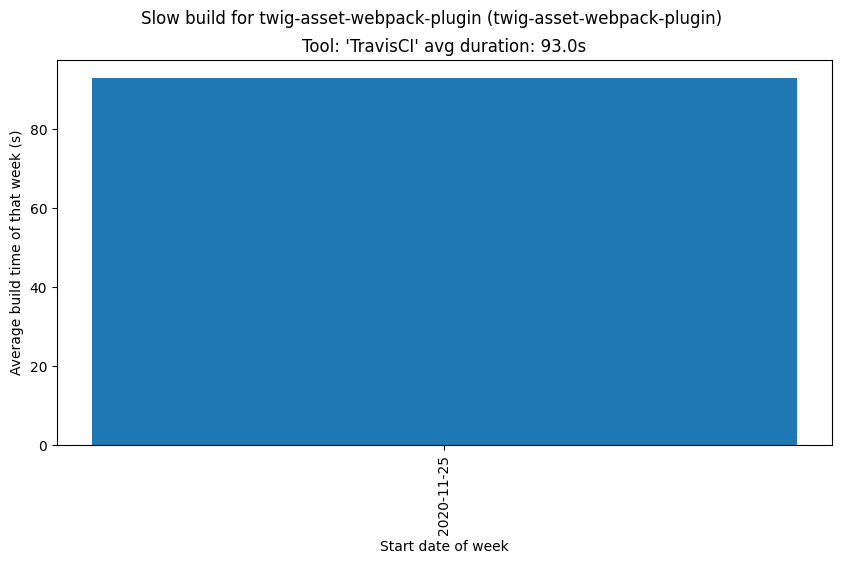 Slow build for twig-asset-webpack-plugin (twig-asset-webpack-plugin)
Tool: 'TravisCI' avg duration: 93.0s
Average build time of that week (s)
80
60
40
20
0
2020-11-25
Start date of week